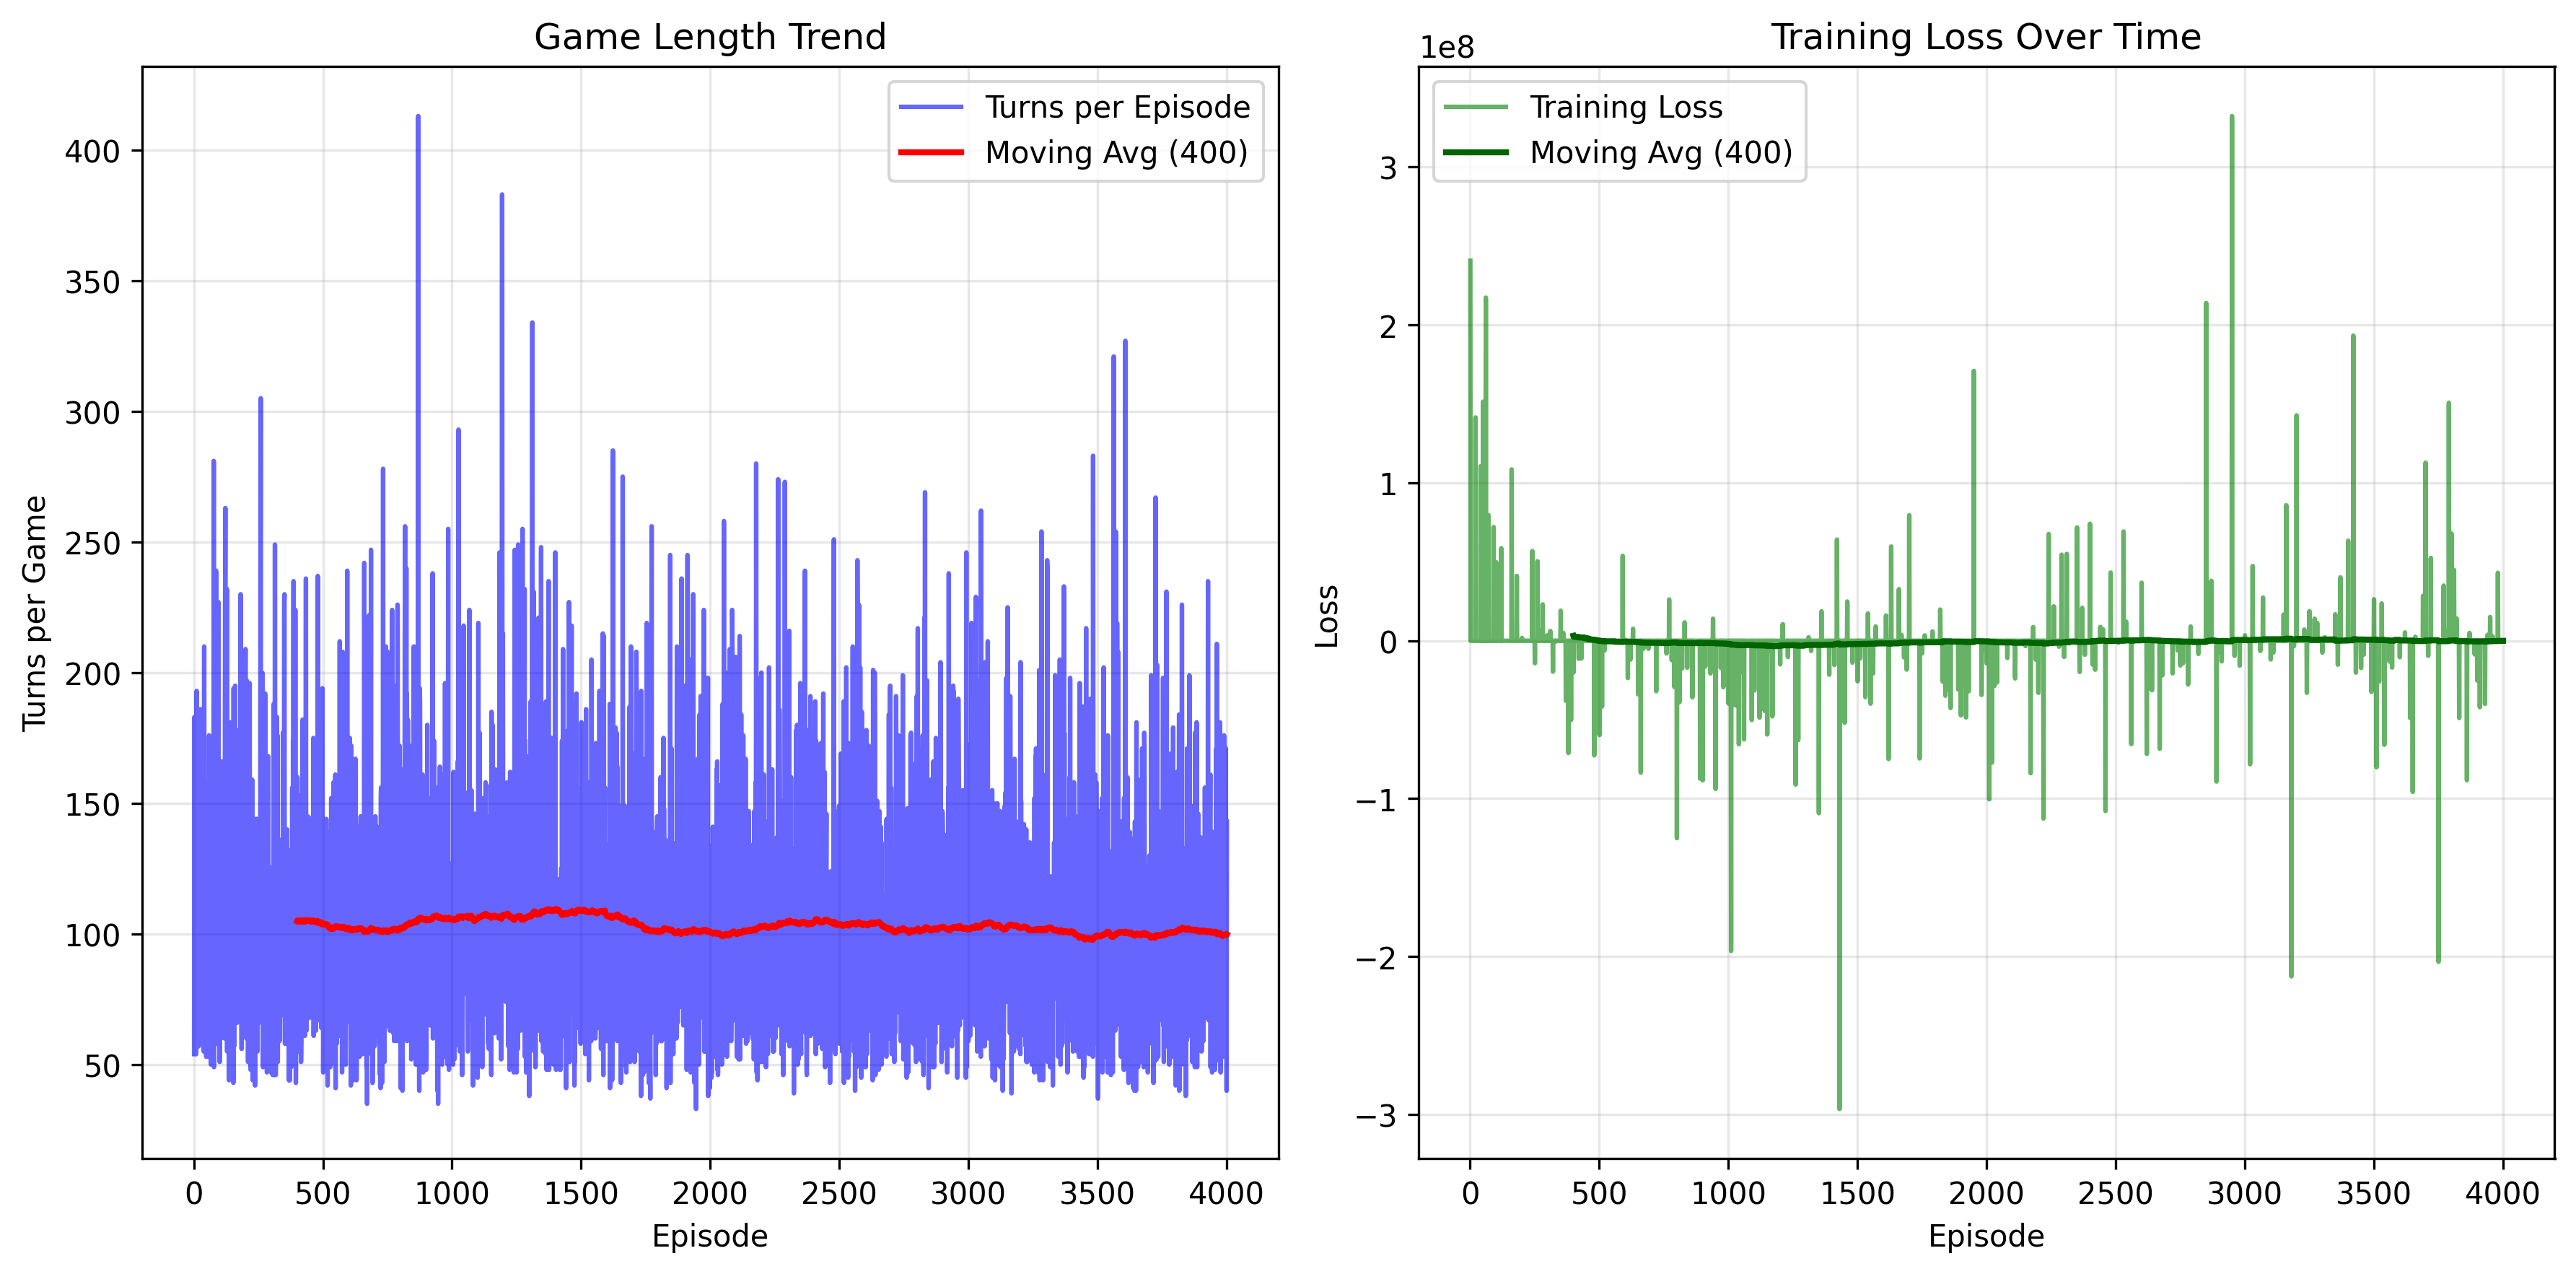 Game Length Trend
Turns per Episode
Moving Avg (400)
400
350
300
250
200
150
100
50
Turns per Game
0 500 1000 1500 2000 2500 3000 3500 4000
Episode
Training Loss Over Time
1e8
Training Loss
Moving Avg (400)
3
2
1
0
−1
−2
−3
Loss
0 500 1000 1500 2000 2500 3000 3500 4000
Episode